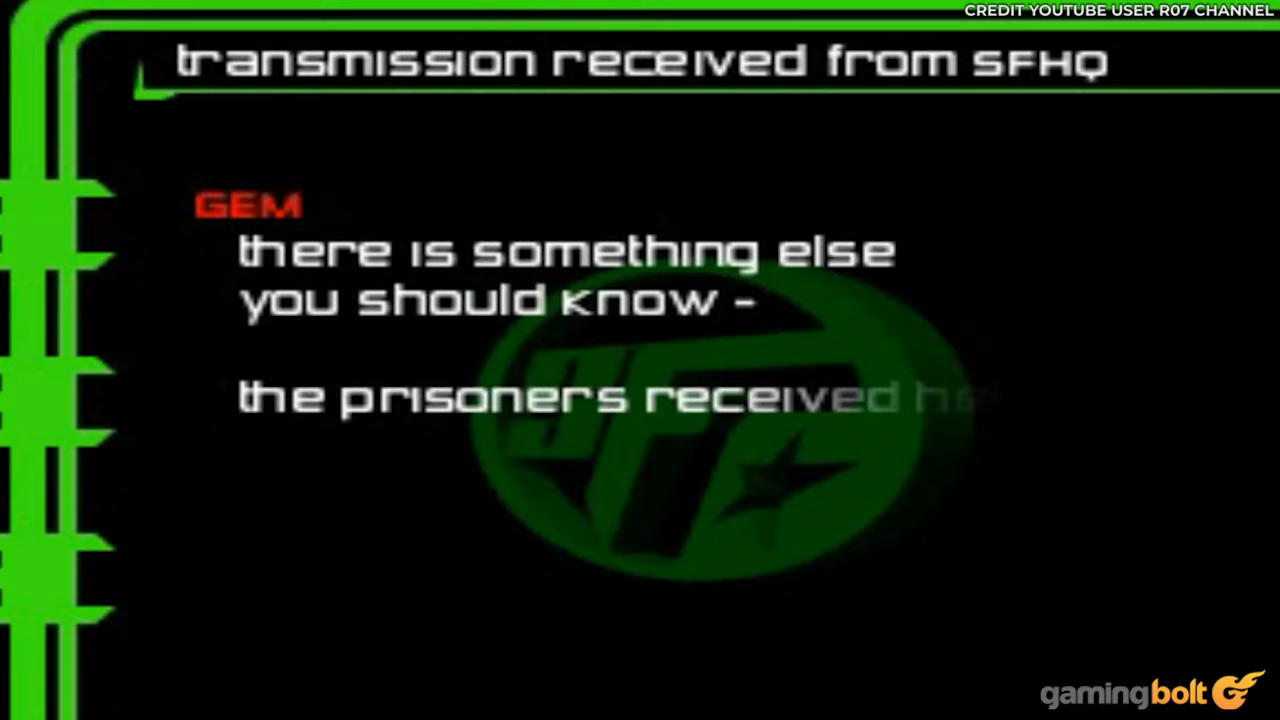 CREDIT YOUTUBE USER R07 CHANNEL
transmission received from SFHQ
GEM
there is something else
you should know -
the prisoners received
SF
gamingbolt